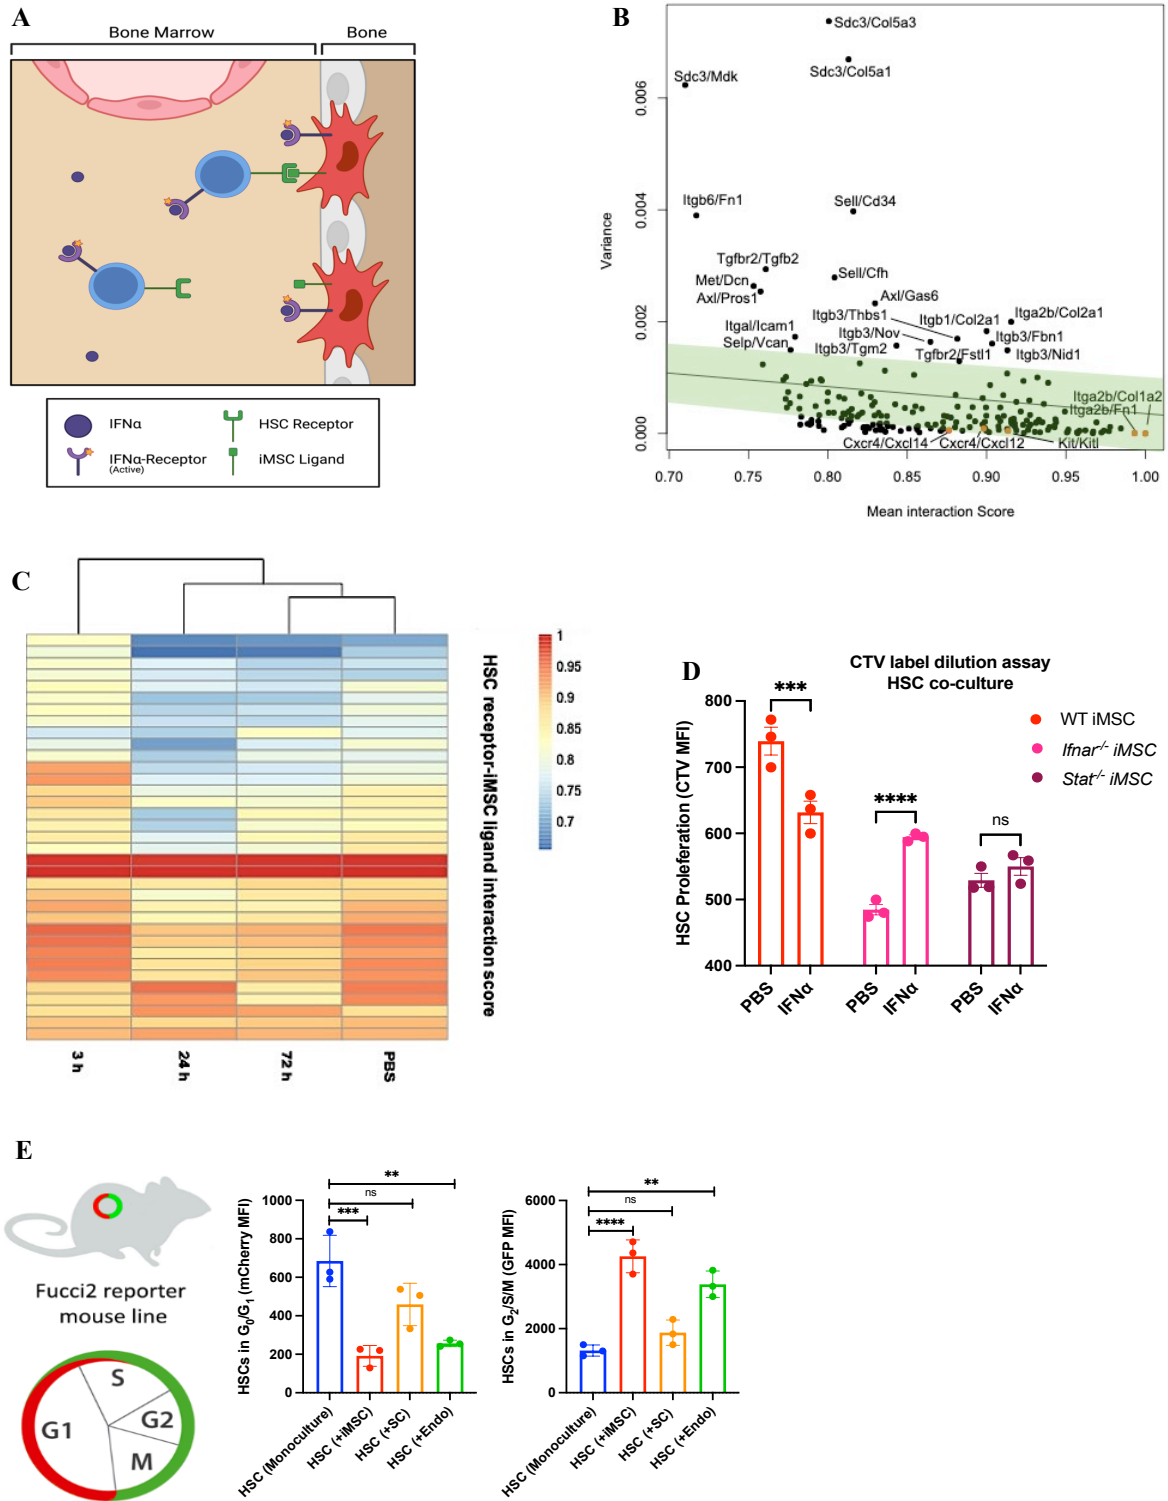 A
Bone Marrow
Bone
IFNα
HSC Receptor
IFNα-Receptor
(Active)
iMSC Ligand
B
Variance
0.006
0.004
0.002
0.000
Sdc3/Col5a3
Sdc3/Col5a1
Sdc3/Mdk
Itgb6/Fn1
Sell/Cd34
Tgfbr2/Tgfb2
Met/Dcn
Sell/Cfh
Axl/Pros1
Axl/Gas6
Itgb3/Thbs1
Itgb1/Col2a1
Itga2b/Col2a1
Itgal/Icam1
Itgb3/Nov
Itgb3/Fbn1
Selp/Vcan
Itgb3/Tgm2
Tgfbr2/Fstl1
Itgb3/Nid1
Itga2b/Col1a2
Itga2b/Fn1
Cxcr4/Cxcl14
Cxcr4/Cxcl12
Kit/Kitl
0.70 0.75 0.80 0.85 0.90 0.95 1.00
Mean interaction Score
C
1
0.95
0.9
0.85
0.8
0.75
0.7
HSC receptor-iMSC ligand interaction score
3 h
24 h
72 h
PBS
D
CTV label dilution assay
HSC co-culture
HSC Proleferation (CTV MFI)
800
700
600
500
400
***
****
ns
WT iMSC
Ifnar-/- iMSC
Stat-/- iMSC
PBS
IFNα
PBS
IFNα
PBS
IFNα
E
Fucci2 reporter
mouse line
G1
S
G2
M
HSCs in G0/G1 (mCherry MFI)
1000
800
600
400
200
0
**
ns
***
HSC (Monoculture)
HSC (+iMSC)
HSC (+SC)
HSC (+Endo)
HSCs in G2/S/M (GFP MFI)
6000
4000
2000
0
**
ns
****
HSC (Monoculture)
HSC (+iMSC)
HSC (+SC)
HSC (+Endo)